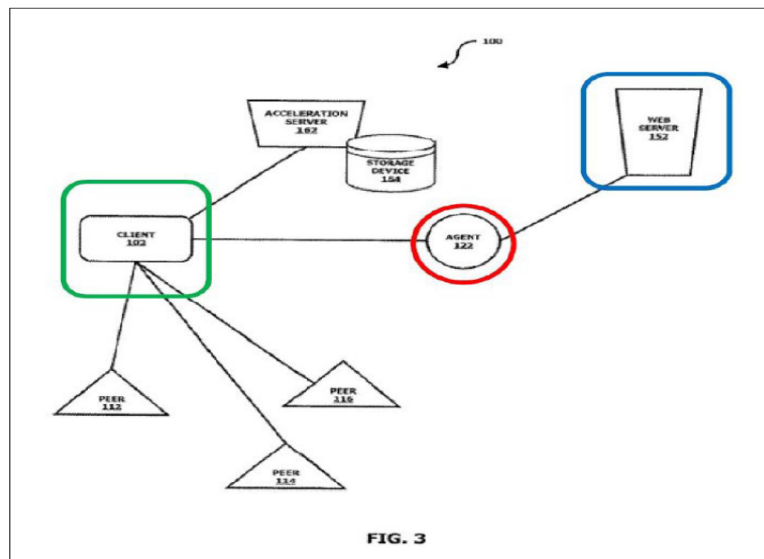 100
ACCELERATION
SERVER
162
STORAGE
DEVICE
164
WEB
SERVER
152
CLIENT
102
AGENT
122
PEER
112
PEER
116
PEER
114
FIG. 3